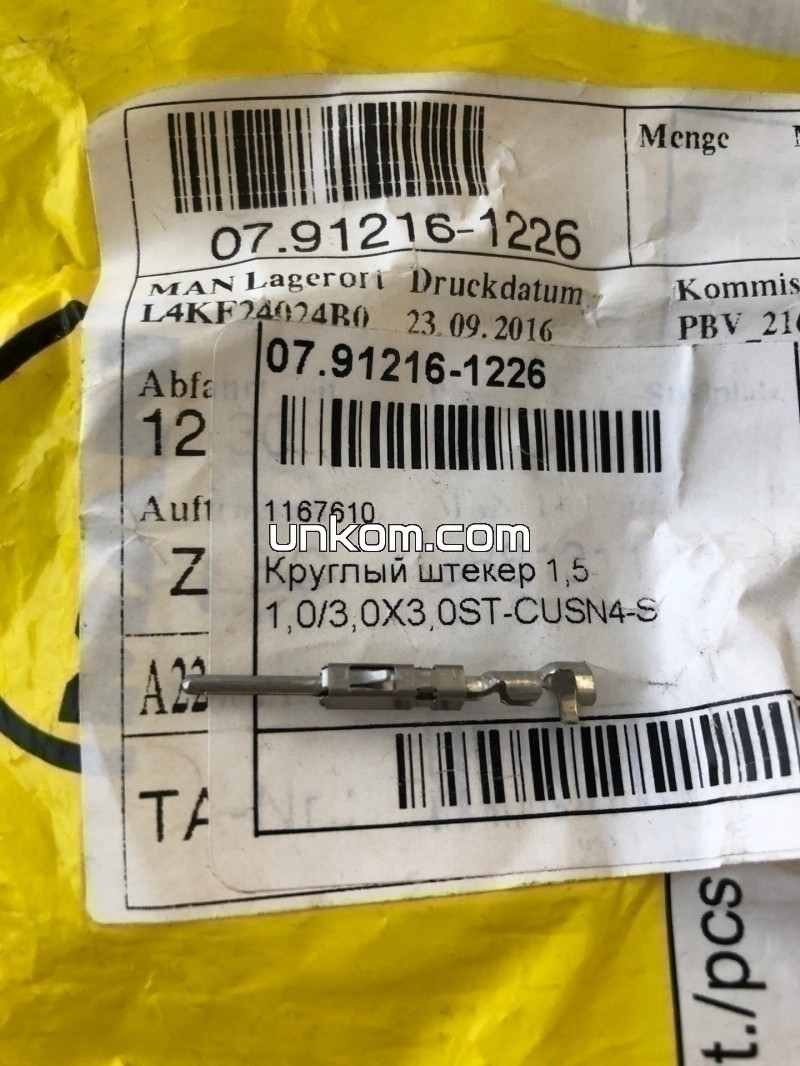 07.91216-1226
Menge
MAN Lagerort Druckdatum Kommis
L4KF24024B0 23.09.2016 PBV_216
07.91216-1226
Abfa
12
Auft
1167610
unkom.com
Z
Круглый штекер 1,5
1,0/3,0X3,0ST-CUSN4-S
A22
TA
t./pcs